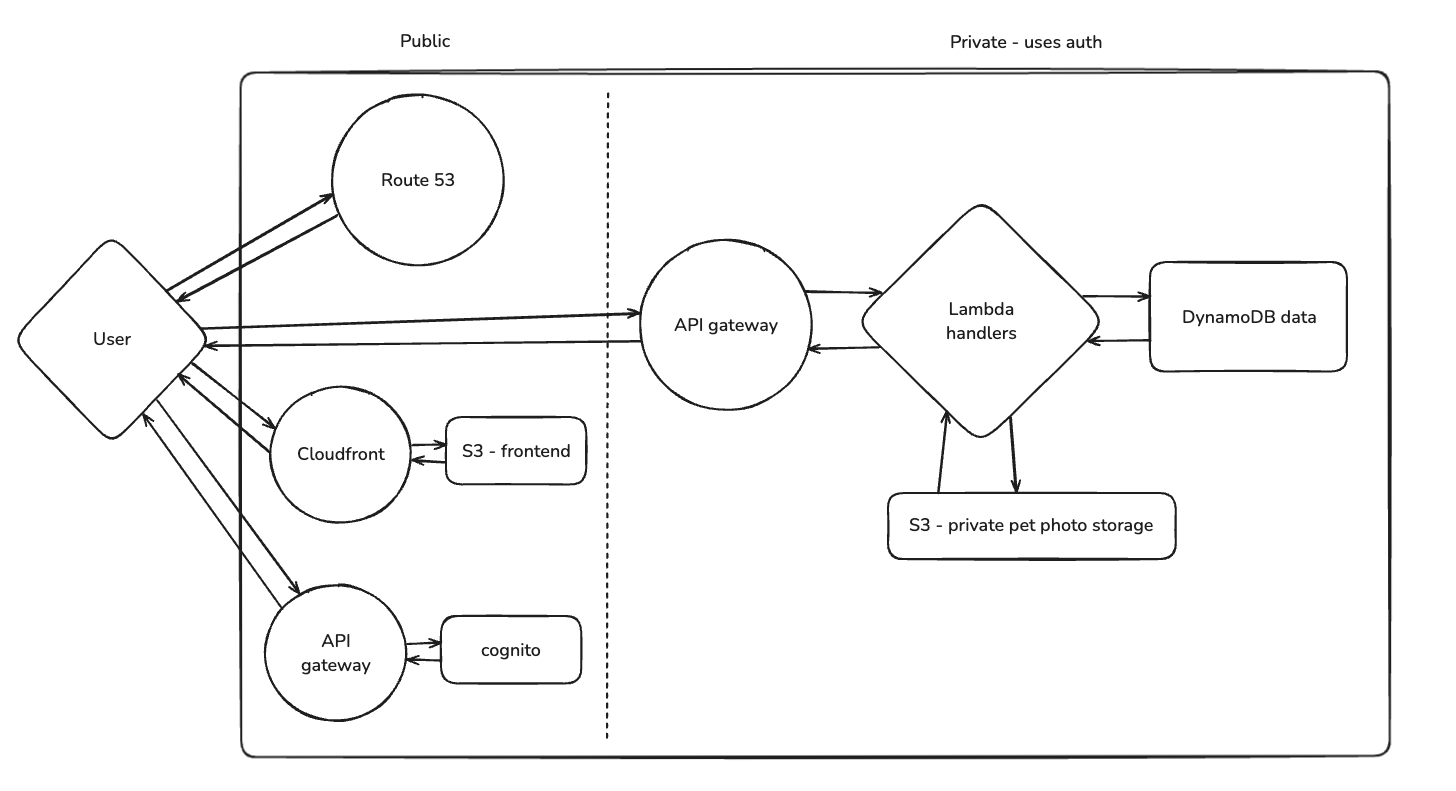 Public
Private - uses auth
Route 53
User
API gateway
Lambda
handlers
DynamoDB data
Cloudfront
S3 - frontend
S3 - private pet photo storage
API
gateway
cognito